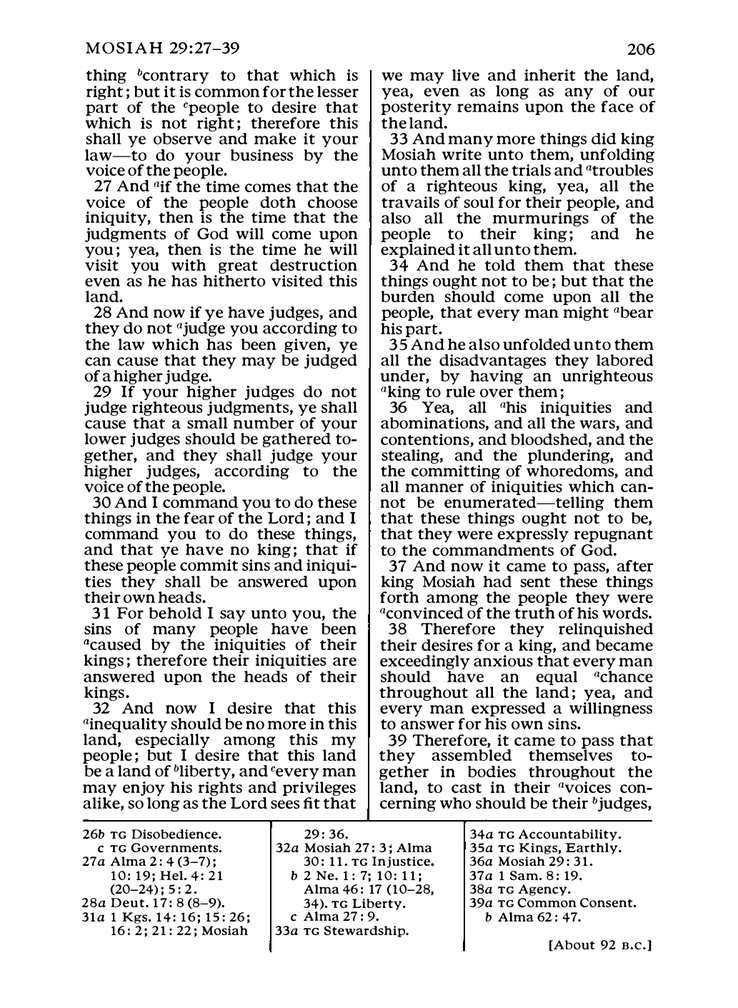 MOSIAH 29:27–39
206
thing bcontrary to that which is
right; but it is common for the lesser
part of the cpeople to desire that
which is not right; therefore this
shall ye observe and make it your
law—to do your business by the
voice of the people.
27 And aif the time comes that the
voice of the people doth choose
iniquity, then is the time that the
judgments of God will come upon
you; yea, then is the time he will
visit you with great destruction
even as he has hitherto visited this
land.
28 And now if ye have judges, and
they do not ajudge you according to
the law which has been given, ye
can cause that they may be judged
of a higher judge.
29 If your higher judges do not
judge righteous judgments, ye shall
cause that a small number of your
lower judges should be gathered to-
gether, and they shall judge your
higher judges, according to the
voice of the people.
30 And I command you to do these
things in the fear of the Lord; and I
command you to do these things,
and that ye have no king; that if
these people commit sins and iniqui-
ties they shall be answered upon
their own heads.
31 For behold I say unto you, the
sins of many people have been
acaused by the iniquities of their
kings; therefore their iniquities are
answered upon the heads of their
kings.
32 And now I desire that this
ainequality should be no more in this
land, especially among this my
people; but I desire that this land
be a land of bliberty, and cevery man
may enjoy his rights and privileges
alike, so long as the Lord sees fit that
we may live and inherit the land,
yea, even as long as any of our
posterity remains upon the face of
the land.
33 And many more things did king
Mosiah write unto them, unfolding
unto them all the trials and atroubles
of a righteous king, yea, all the
travails of soul for their people, and
also all the murmurings of the
people to their king; and he
explained it all unto them.
34 And he told them that these
things ought not to be; but that the
burden should come upon all the
people, that every man might abear
his part.
35 And he also unfolded unto them
all the disadvantages they labored
under, by having an unrighteous
aking to rule over them;
36 Yea, all ahis iniquities and
abominations, and all the wars, and
contentions, and bloodshed, and the
stealing, and the plundering, and
the committing of whoredoms, and
all manner of iniquities which can-
not be enumerated—telling them
that these things ought not to be,
that they were expressly repugnant
to the commandments of God.
37 And now it came to pass, after
king Mosiah had sent these things
forth among the people they were
aconvinced of the truth of his words.
38 Therefore they relinquished
their desires for a king, and became
exceedingly anxious that every man
should have an equal achance
throughout all the land; yea, and
every man expressed a willingness
to answer for his own sins.
39 Therefore, it came to pass that
they assembled themselves to-
gether in bodies throughout the
land, to cast in their avoices con-
cerning who should be their bjudges,
26b TG Disobedience.
c TG Governments.
27a Alma 2:4 (3–7);
10:19; Hel. 4:21
(20–24); 5:2.
28a Deut. 17:8 (8–9).
31a 1 Kgs. 14:16; 15:26;
16:2; 21:22; Mosiah
29:36.
32a Mosiah 27:3; Alma
30:11. TG Injustice.
b 2 Ne. 1:7; 10:11;
Alma 46:17 (10–28,
34). TG Liberty.
c Alma 27:9.
33a TG Stewardship.
34a TG Accountability.
35a TG Kings, Earthly.
36a Mosiah 29:31.
37a 1 Sam. 8:19.
38a TG Agency.
39a TG Common Consent.
b Alma 62:47.
[About 92 B.C.]